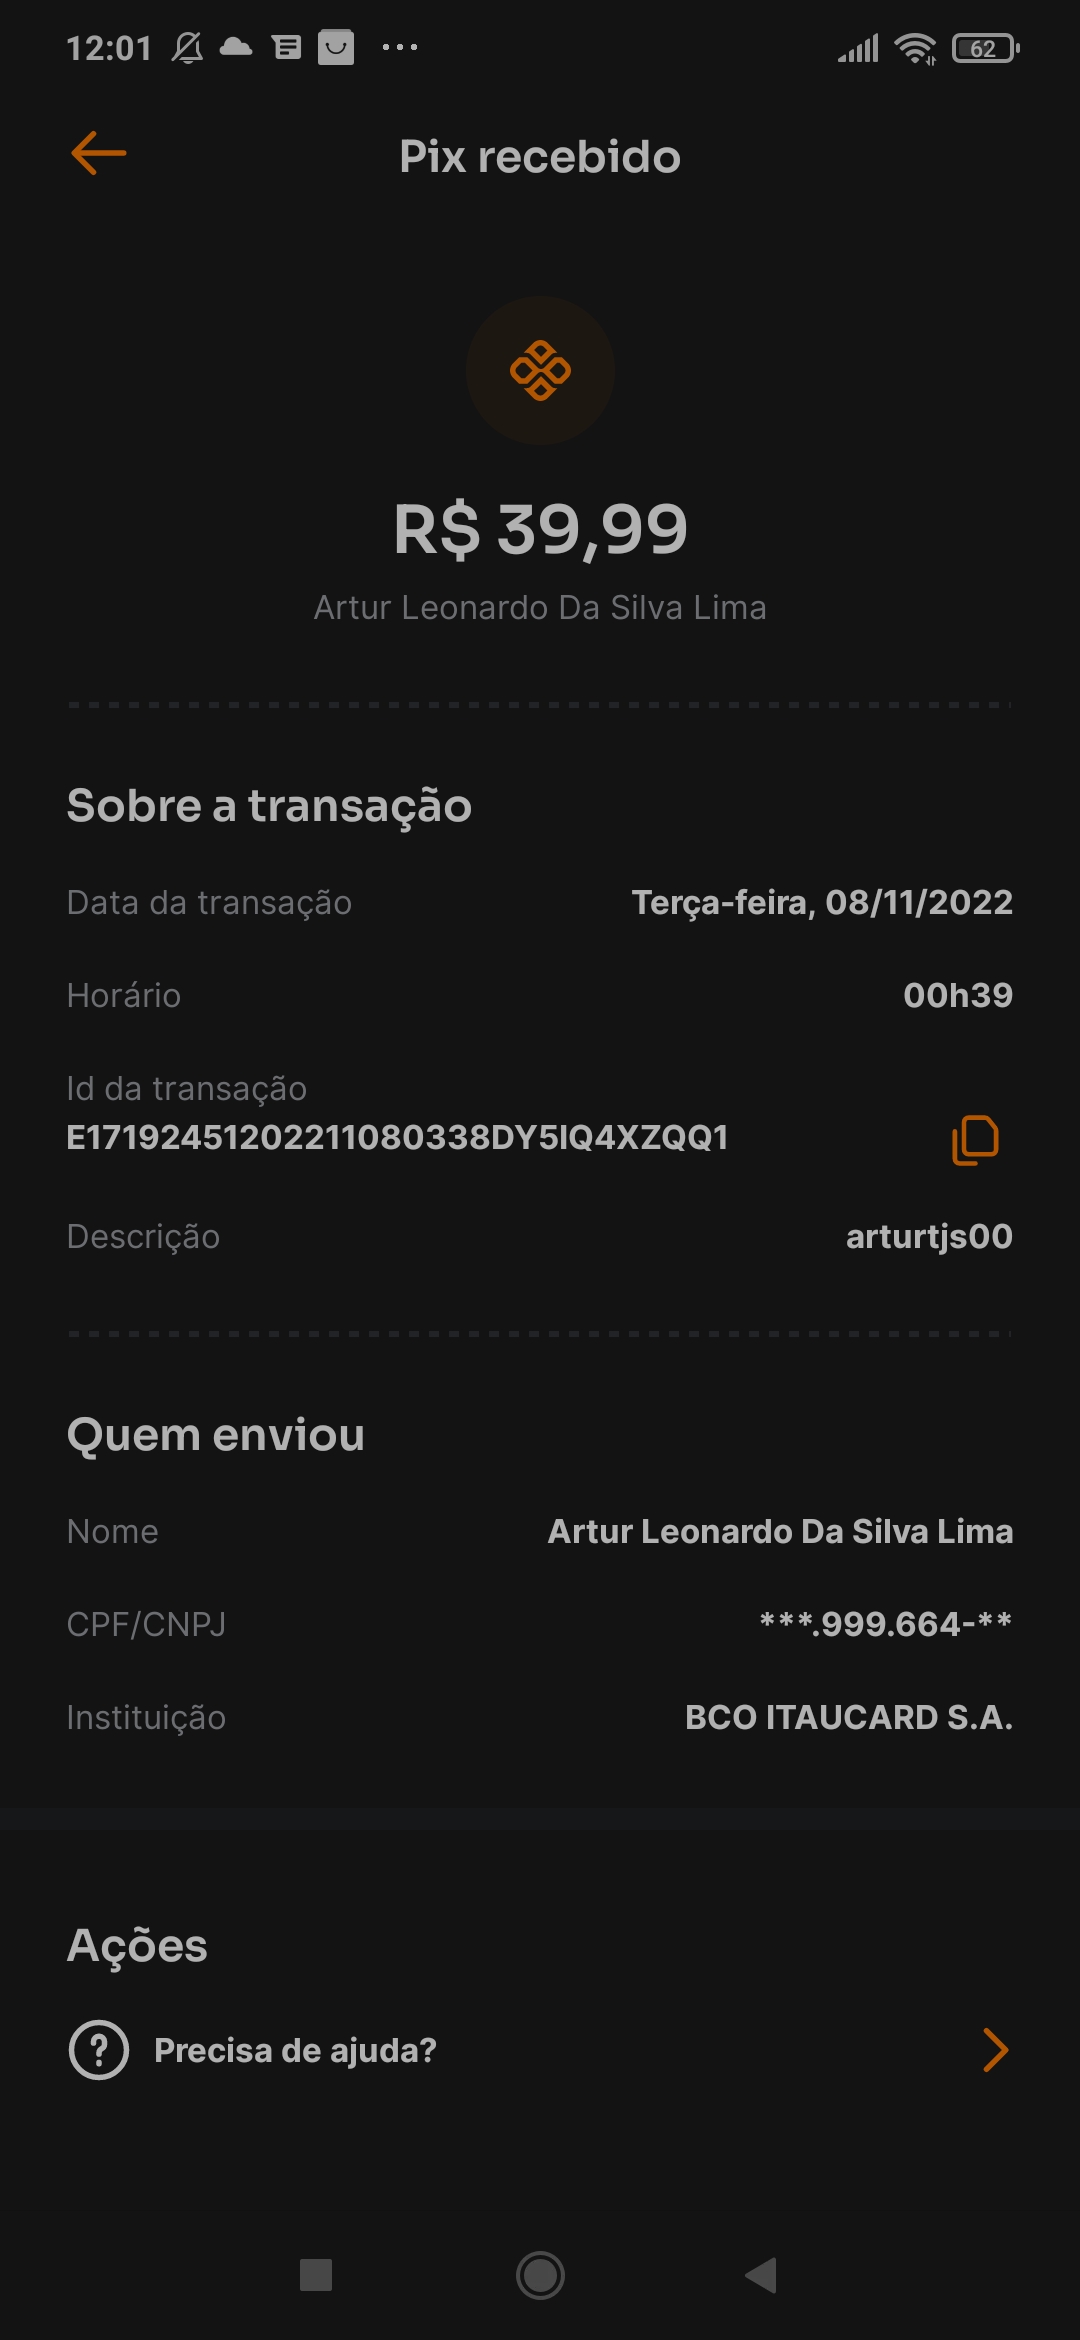 12:01
62
Pix recebido
R$ 39,99
Artur Leonardo Da Silva Lima
Sobre a transação
Data da transação Terça-feira, 08/11/2022
Horário 00h39
Id da transação
E17192451202211080338DY5IQ4XZQQ1
Descrição arturtjs00
Quem enviou
Nome Artur Leonardo Da Silva Lima
CPF/CNPJ ***.999.664-**
Instituição BCO ITAUCARD S.A.
Ações
Precisa de ajuda?